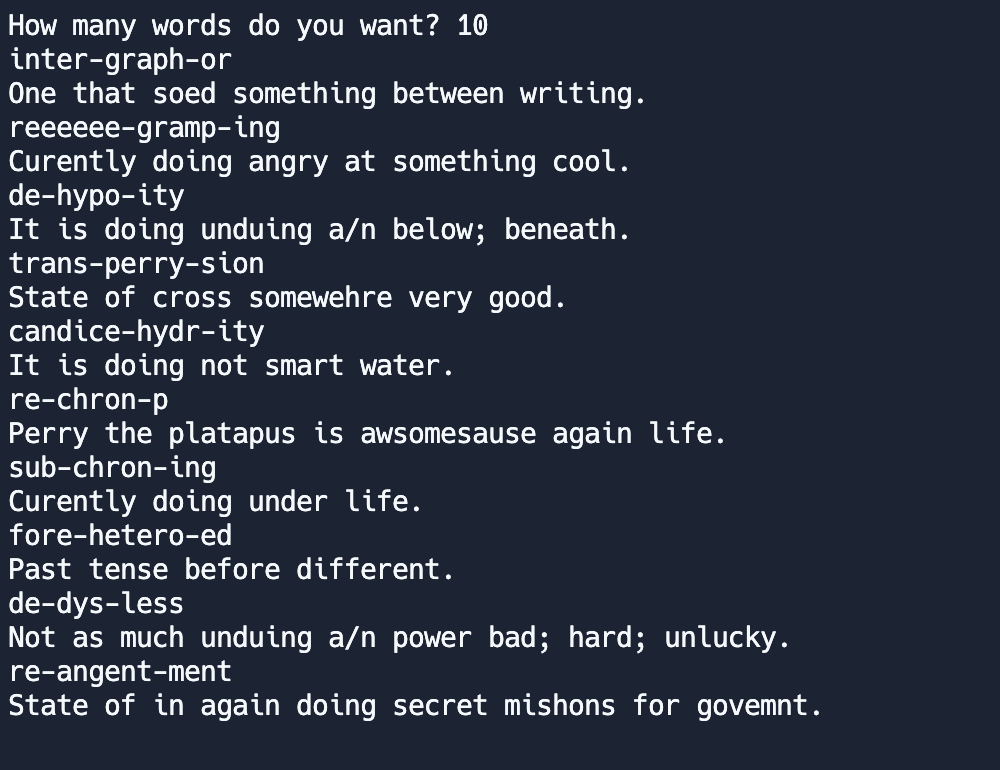 How many words do you want? 10
inter-graph-or
One that soed something between writing.
reeeeee-gramp-ing
Curently doing angry at something cool.
de-hypo-ity
It is doing unduing a/n below; beneath.
trans-perry-sion
State of cross somewehre very good.
candice-hydr-ity
It is doing not smart water.
re-chron-p
Perry the platapus is awsomesause again life.
sub-chron-ing
Curently doing under life.
fore-hetero-ed
Past tense before different.
de-dys-less
Not as much unduing a/n power bad; hard; unlucky.
re-angent-ment
State of in again doing secret mishons for govemnt.